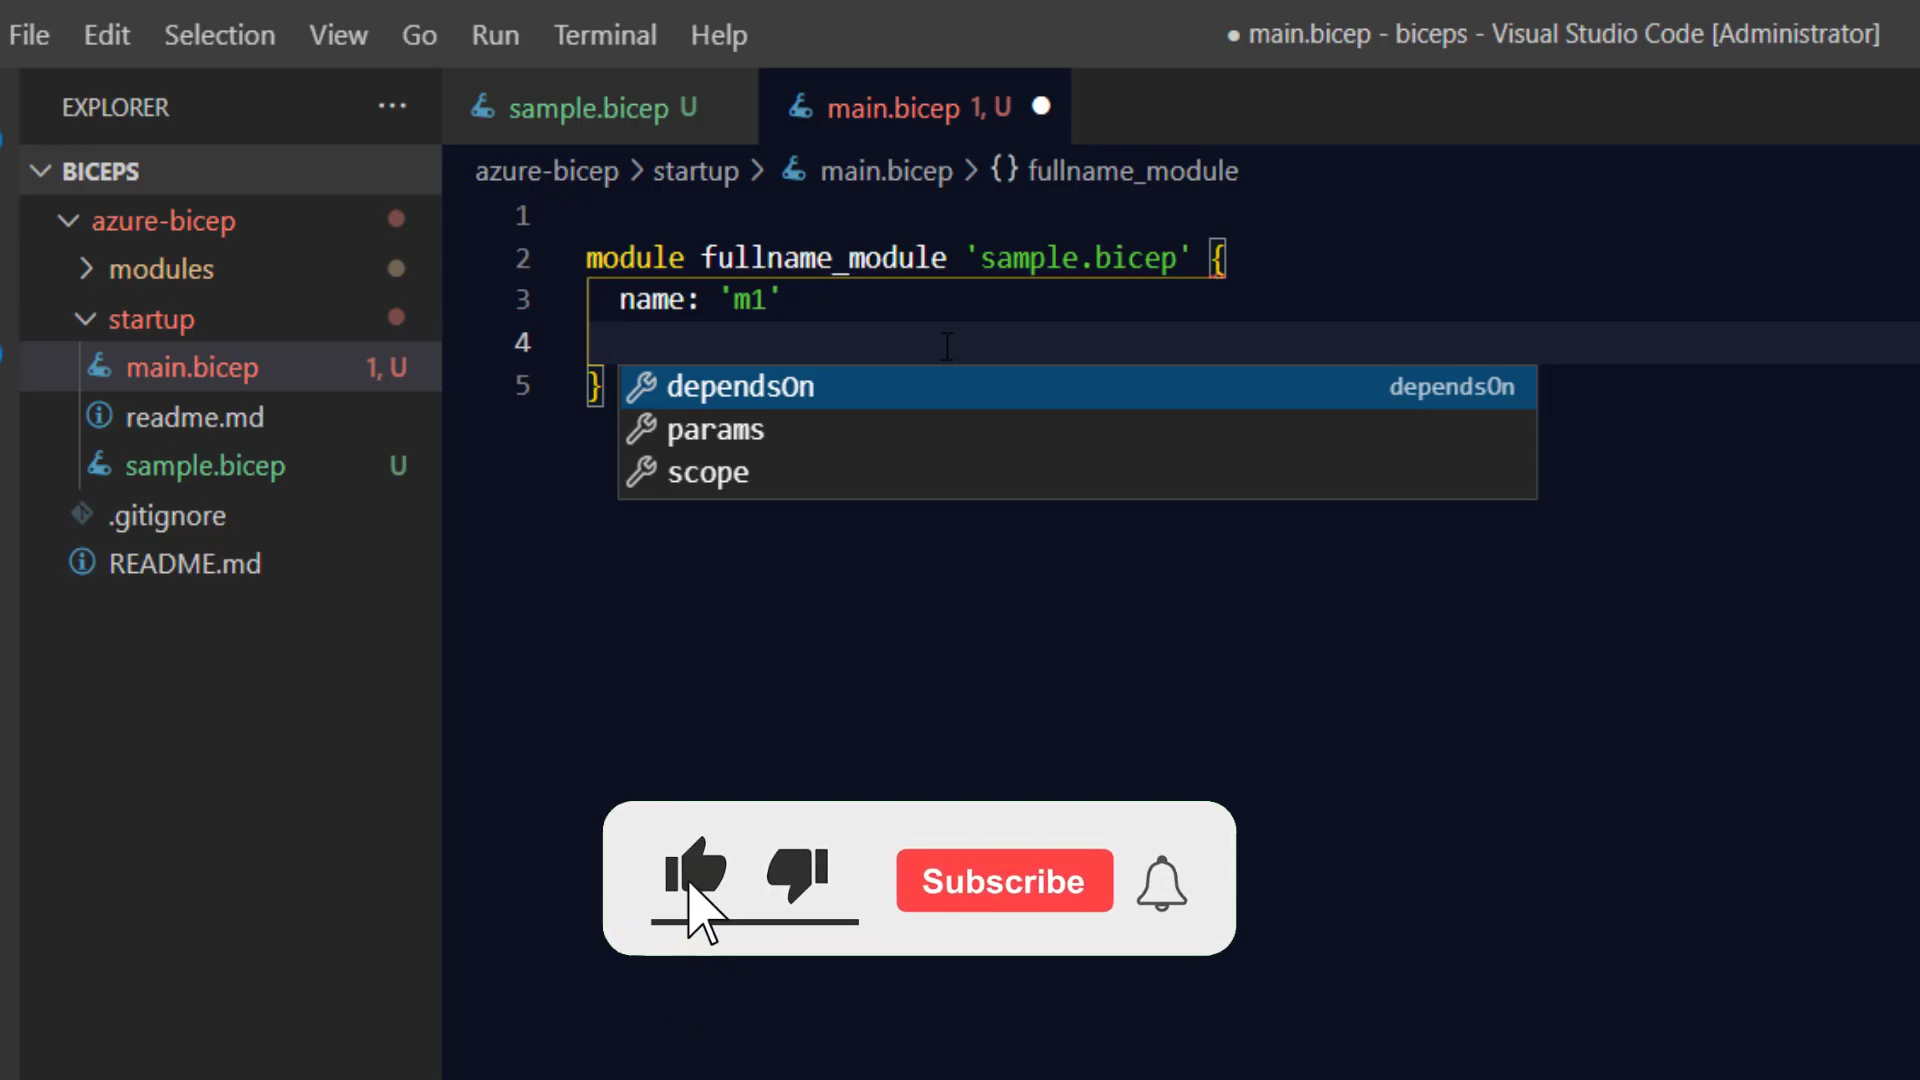 File Edit Selection View Go Run Terminal Help
● main.bicep - biceps - Visual Studio Code [Administrator]
EXPLORER ···
sample.bicep U
main.bicep 1, U
BICEPS
azure-bicep > startup > main.bicep > {} fullname_module
azure-bicep
modules
startup
main.bicep 1, U
readme.md
sample.bicep U
.gitignore
README.md
1
2 module fullname_module 'sample.bicep' {
3 name: 'm1'
4
5 }
dependsOn dependsOn
params
scope
Subscribe